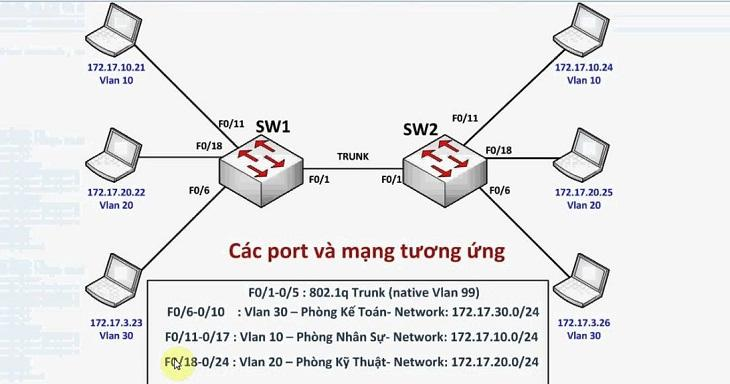 172.17.10.21
Vlan 10
172.17.10.24
Vlan 10
F0/11
SW1
SW2
F0/11
F0/18
TRUNK
F0/18
172.17.20.22
Vlan 20
F0/6
F0/1
F0/1
F0/6
172.17.20.25
Vlan 20
Các port và mạng tương ứng
172.17.3.23
Vlan 30
172.17.3.26
Vlan 30
F0/1-0/5 : 802.1q Trunk (native Vlan 99)
F0/6-0/10 : Vlan 30 – Phòng Kế Toán- Network: 172.17.30.0/24
F0/11-0/17 : Vlan 10 – Phòng Nhân Sự- Network: 172.17.10.0/24
F0/18-0/24 : Vlan 20 – Phòng Kỹ Thuật- Network: 172.17.20.0/24